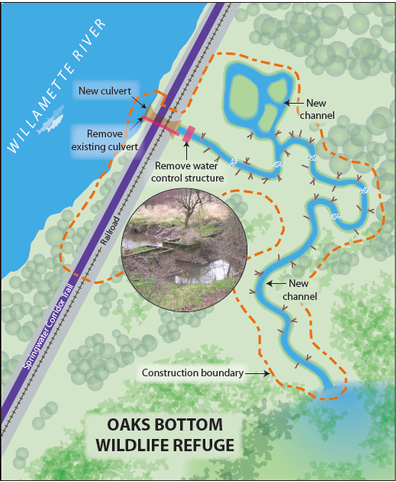 WILLAMETTE RIVER
New culvert
Remove
existing culvert
New
channel
Remove water
control structure
Railroad
Springwater Corridor Trail
New
channel
Construction boundary
OAKS BOTTOM
WILDLIFE REFUGE